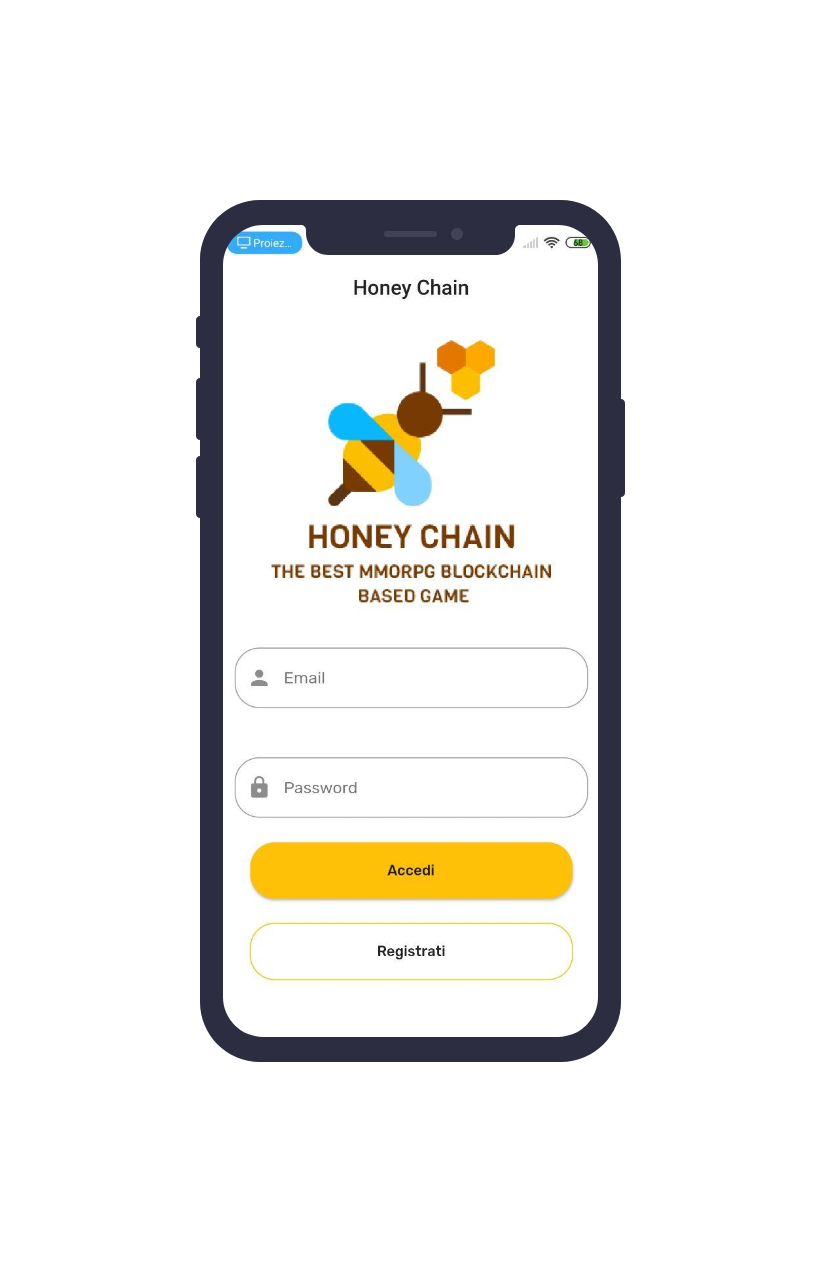 Proiez...
68
Honey Chain
HONEY CHAIN
THE BEST MMORPG BLOCKCHAIN
BASED GAME
Email
Password
Accedi
Registrati